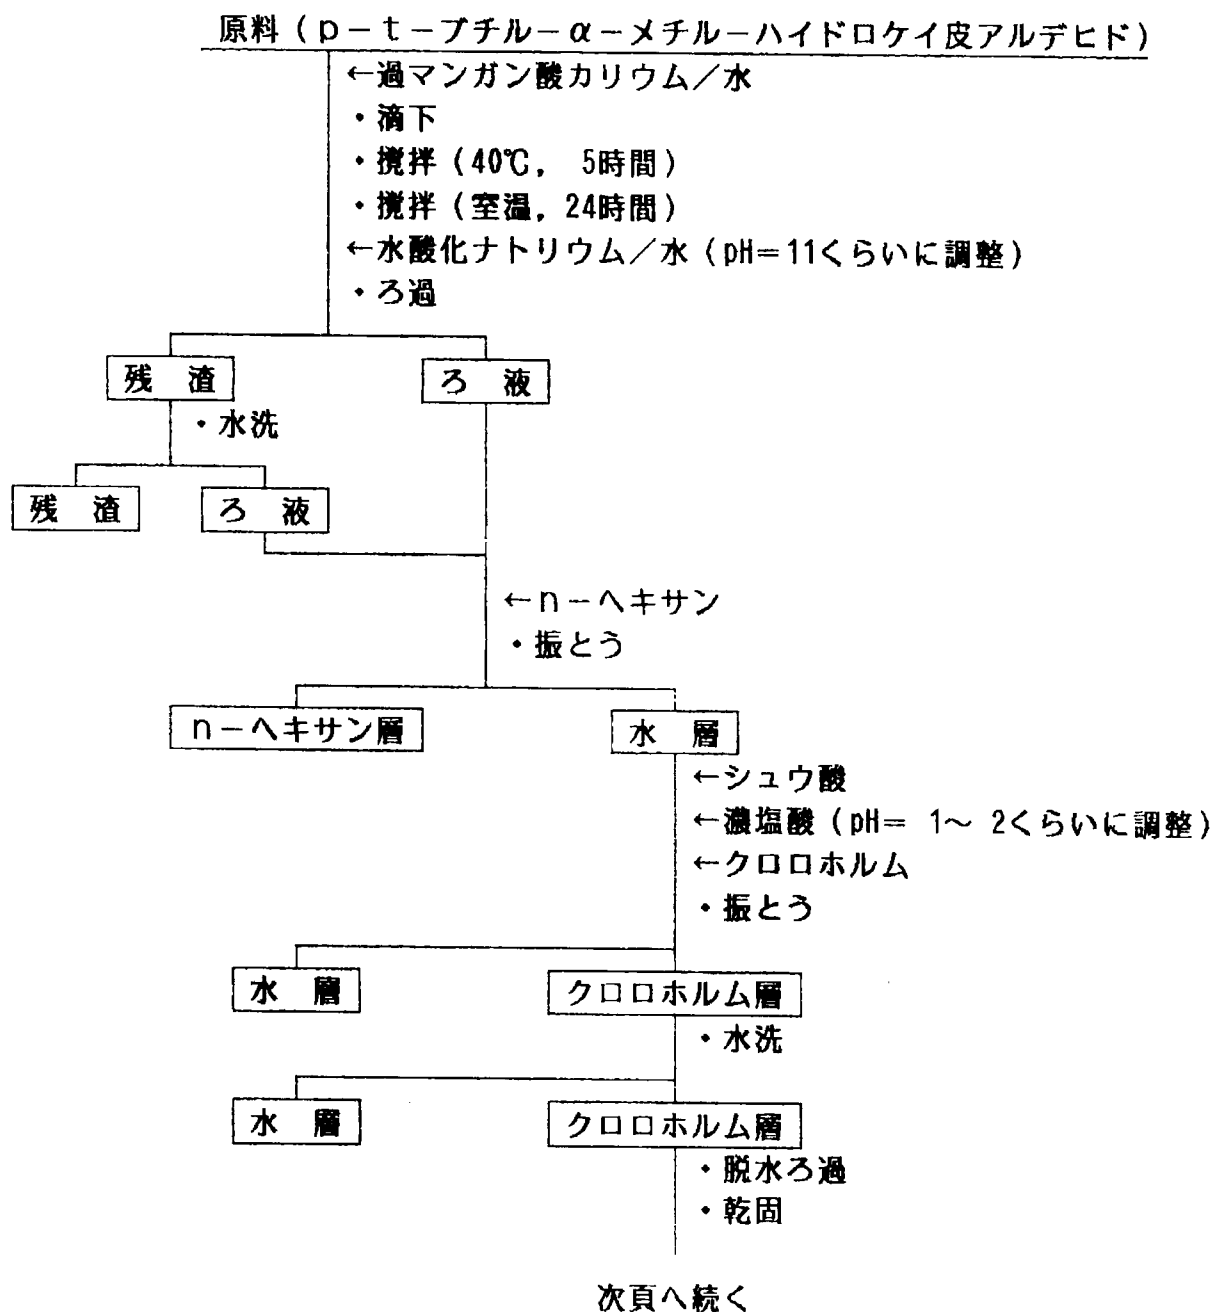 原料（p－t－ブチル－α－メチル－ハイドロケイ皮アルデヒド）
←過マンガン酸カリウム／水
・滴下
・攪拌（40℃, 5時間）
・攪拌（室温, 24時間）
←水酸化ナトリウム／水（pH＝11くらいに調整）
・ろ過
残 渣 ろ 液
・水洗
残 渣 ろ 液
←n－ヘキサン
・振とう
n－ヘキサン層 水 層
←シュウ酸
←濃塩酸（pH＝ 1～ 2くらいに調整）
←クロロホルム
・振とう
水 層 クロロホルム層
・水洗
水 層 クロロホルム層
・脱水ろ過
・乾固
次頁へ続く